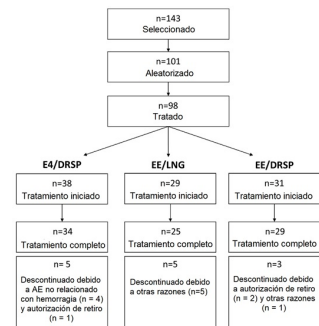 n=143
Seleccionado
n=101
Aleatorizado
n=98
Tratado
E4/DRSP
EE/LNG
EE/DRSP
n=38
Tratamiento iniciado
n=29
Tratamiento iniciado
n=31
Tratamiento iniciado
n=34
Tratamiento completo
n=25
Tratamiento completo
n=29
Tratamiento completo
n= 5
Descontinuado debido
a AE no relacionado
con hemorragia (n = 4)
y autorización de retiro
(n = 1)
n=5
Descontinuado debido
a otras razones (n=5)
n=3
Descontinuado debido
a autorización de retiro
(n = 2) y otras razones
(n = 1)